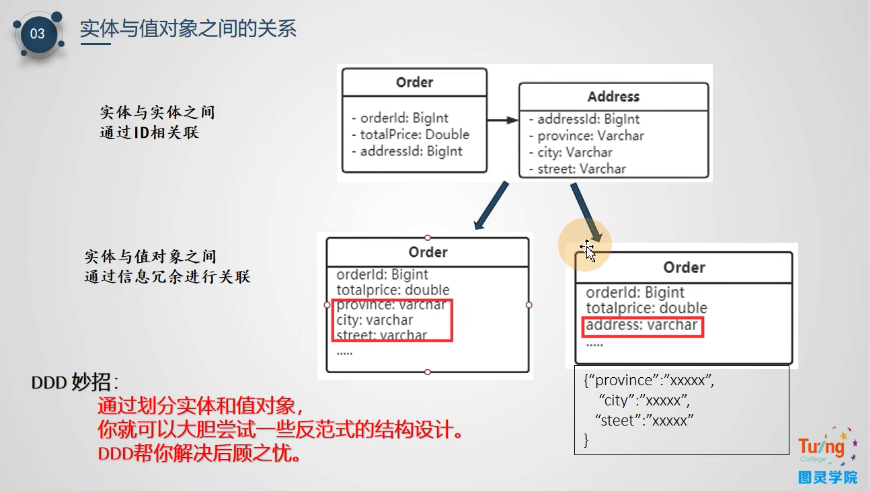 03
实体与值对象之间的关系
实体与实体之间
通过ID相关联
Order
- orderId: BigInt
- totalPrice: Double
- addressId: BigInt
Address
- addressId: BigInt
- province: Varchar
- city: Varchar
- street: Varchar
实体与值对象之间
通过信息冗余进行关联
Order
orderId: Bigint
totalprice: double
province: varchar
city: varchar
street: varchar
.....
Order
orderId: Bigint
totalprice: double
address: varchar
.....
{“province”:”xxxxx”,
“city”:”xxxxx”,
“steet”:”xxxxx”
}
DDD 妙招：
通过划分实体和值对象，
你就可以大胆尝试一些反范式的结构设计。
DDD帮你解决后顾之忧。
Turing
College
图灵学院